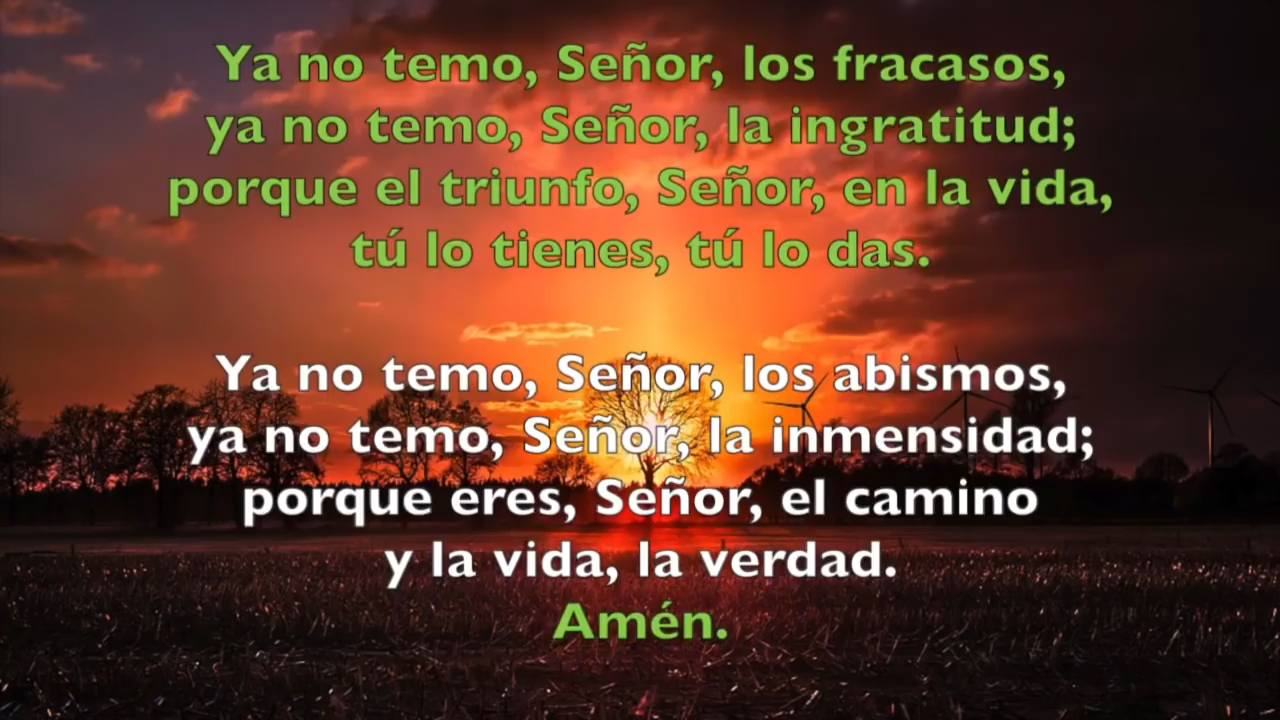 Ya no temo, Señor, los fracasos,
ya no temo, Señor, la ingratitud;
porque el triunfo, Señor, en la vida,
tú lo tienes, tú lo das.
Ya no temo, Señor, los abismos,
ya no temo, Señor, la inmensidad;
porque eres, Señor, el camino
y la vida, la verdad.
Amén.